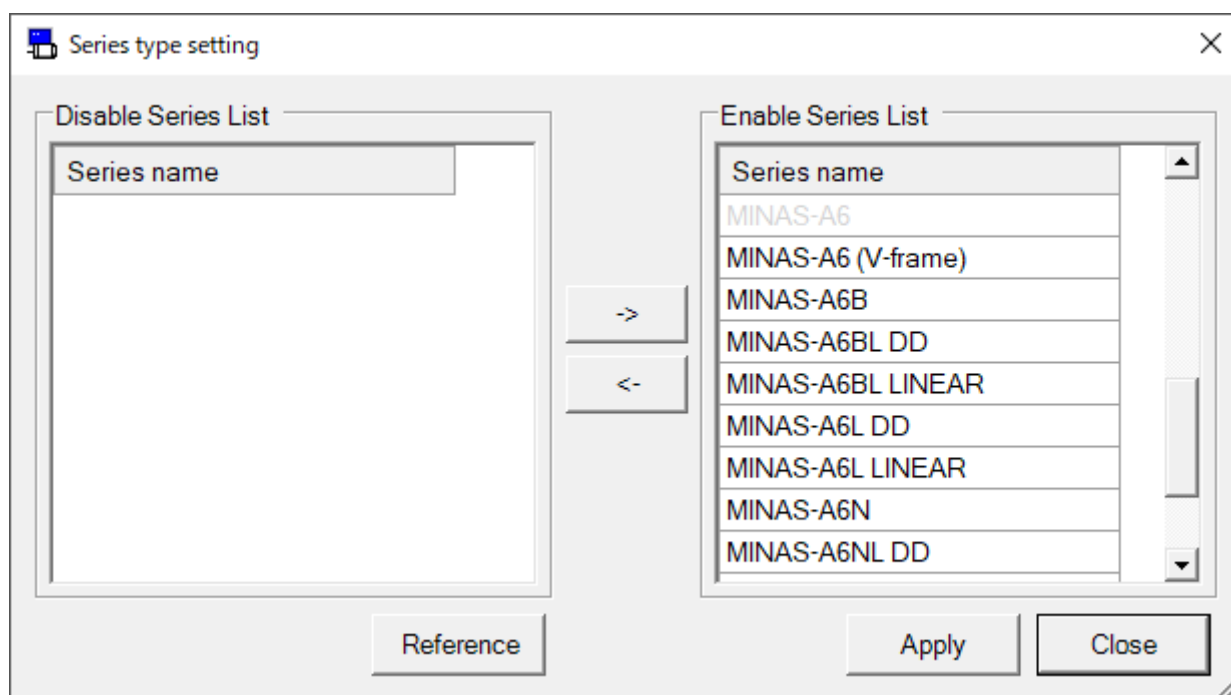 Series type setting
Disable Series List
Series name
->
<-
Enable Series List
Series name
MINAS-A6
MINAS-A6 (V-frame)
MINAS-A6B
MINAS-A6BL DD
MINAS-A6BL LINEAR
MINAS-A6L DD
MINAS-A6L LINEAR
MINAS-A6N
MINAS-A6NL DD
Reference
Apply
Close